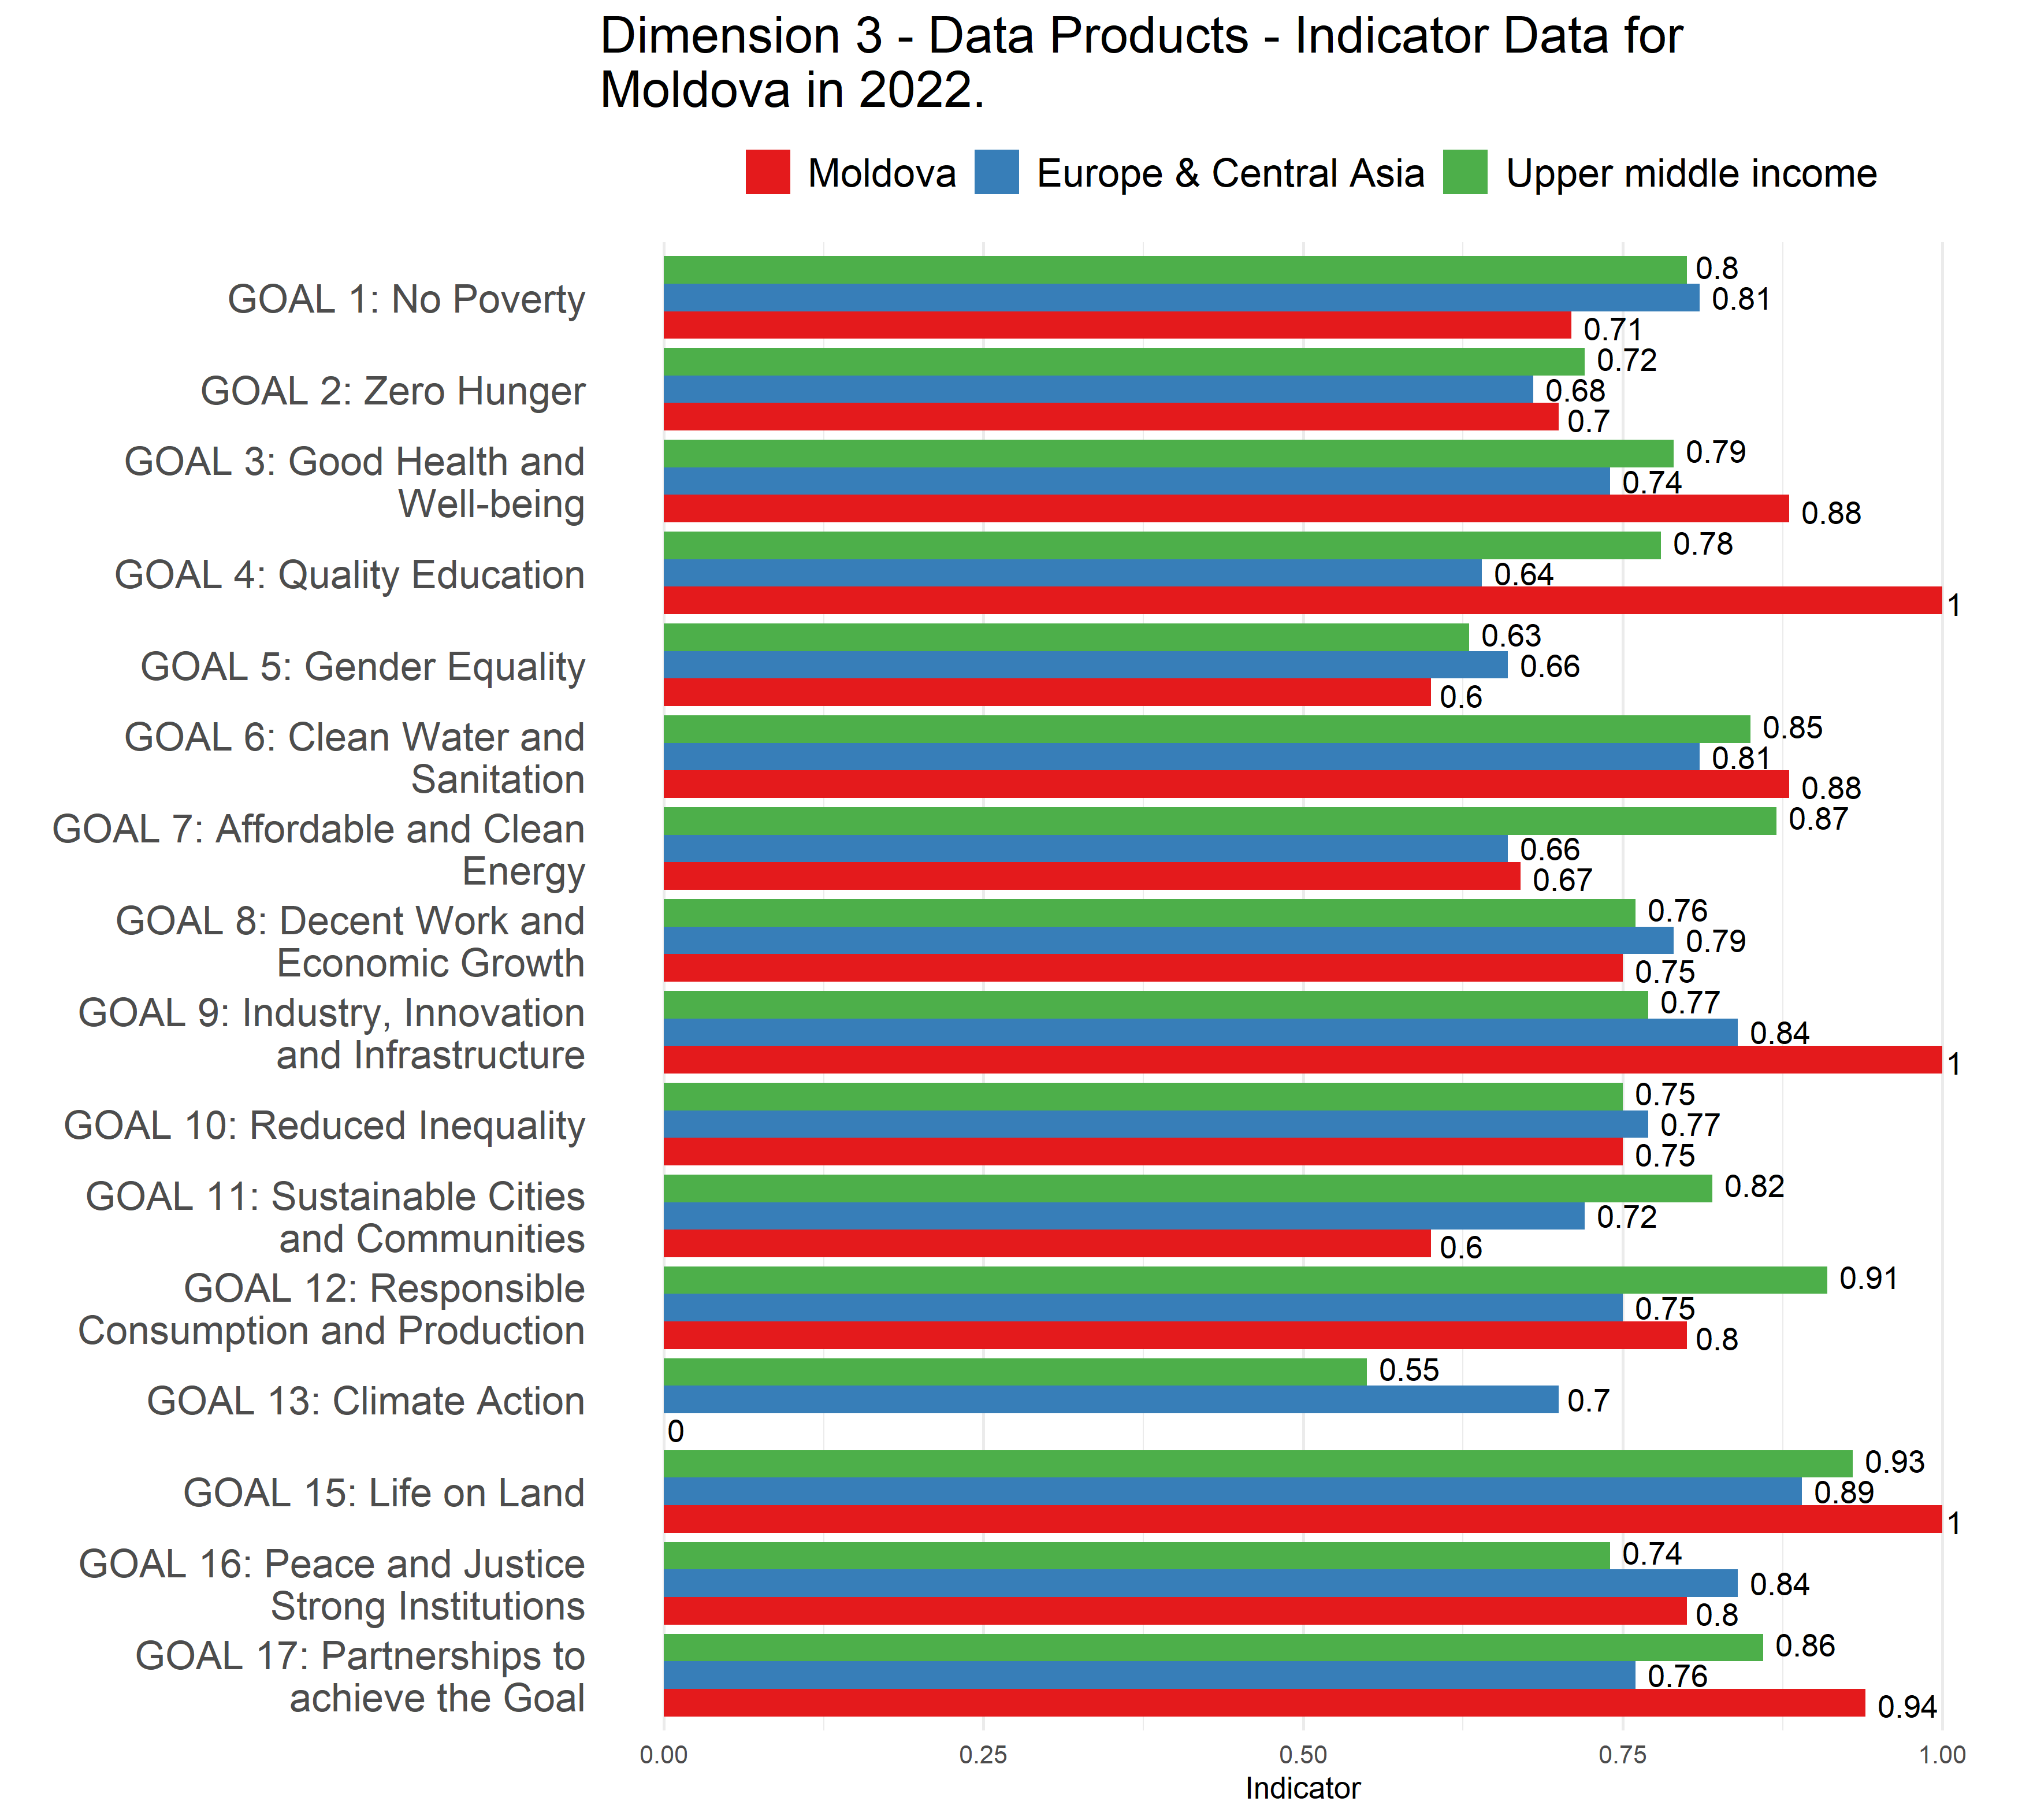 Dimension 3 - Data Products - Indicator Data for
Moldova in 2022.
Moldova Europe & Central Asia Upper middle income
GOAL 1: No Poverty
0.8
0.81
0.71
GOAL 2: Zero Hunger
0.72
0.68
0.7
GOAL 3: Good Health and
Well-being
0.79
0.74
0.88
GOAL 4: Quality Education
0.78
0.64
1
GOAL 5: Gender Equality
0.63
0.66
0.6
GOAL 6: Clean Water and
Sanitation
0.85
0.81
0.88
GOAL 7: Affordable and Clean
Energy
0.87
0.66
0.67
GOAL 8: Decent Work and
Economic Growth
0.76
0.79
0.75
GOAL 9: Industry, Innovation
and Infrastructure
0.77
0.84
1
GOAL 10: Reduced Inequality
0.75
0.77
0.75
GOAL 11: Sustainable Cities
and Communities
0.82
0.72
0.6
GOAL 12: Responsible
Consumption and Production
0.91
0.75
0.8
GOAL 13: Climate Action
0.55
0.7
0
GOAL 15: Life on Land
0.93
0.89
1
GOAL 16: Peace and Justice
Strong Institutions
0.74
0.84
0.8
GOAL 17: Partnerships to
achieve the Goal
0.86
0.76
0.94
0.00 0.25 0.50 0.75 1.00
Indicator